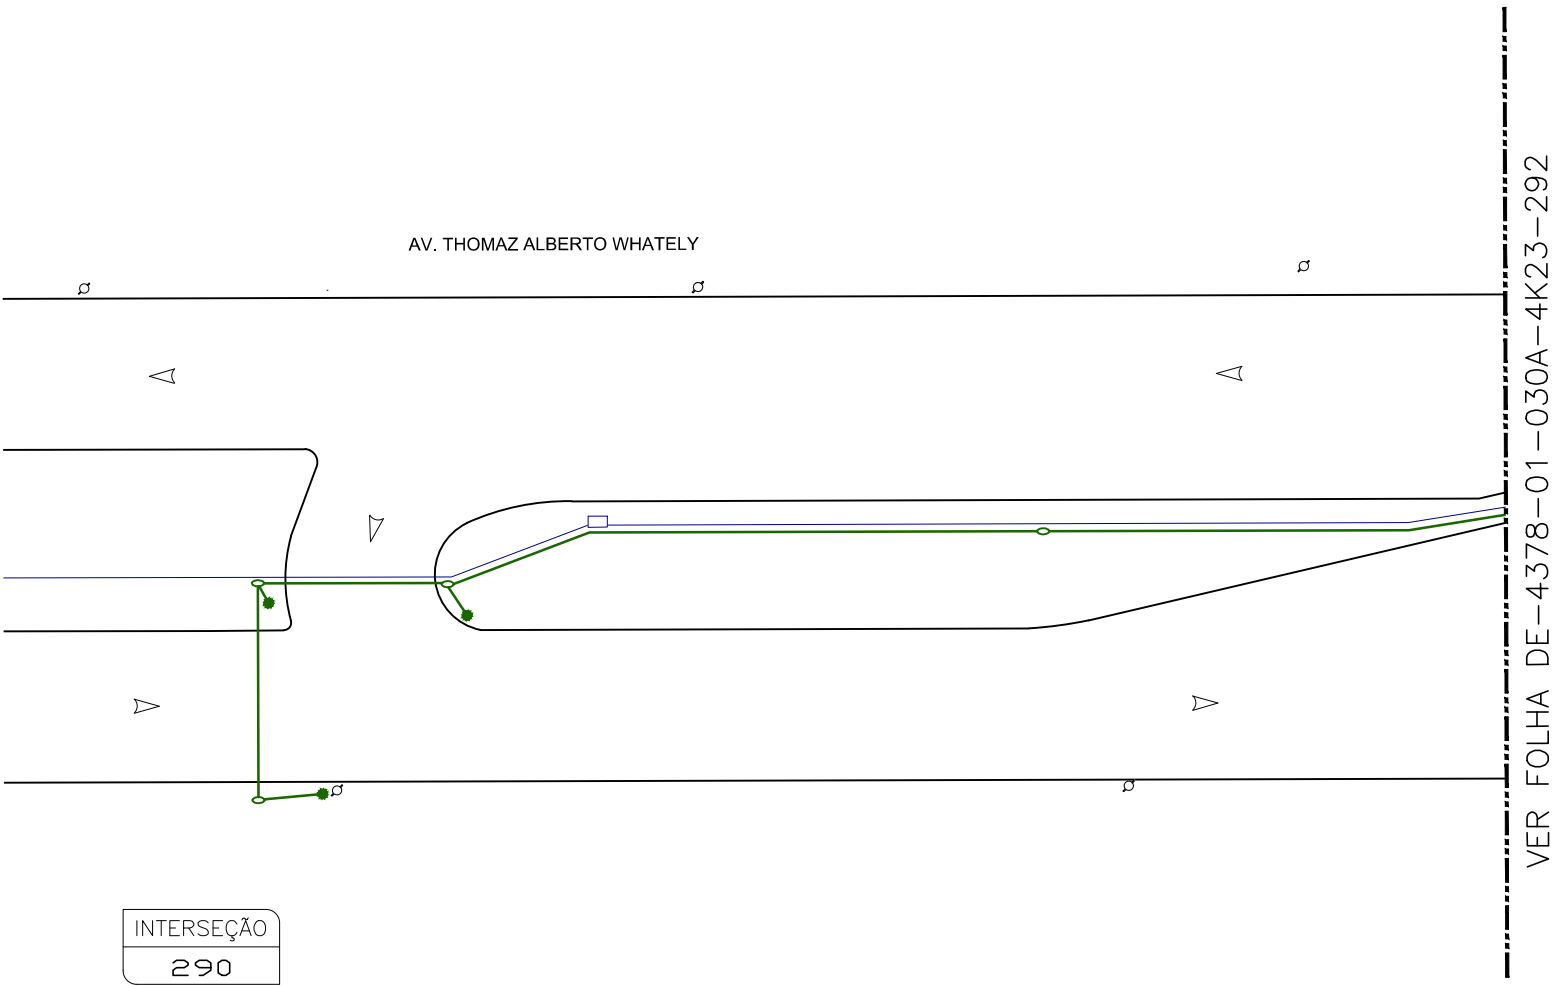 AV. THOMAZ ALBERTO WHATELY
VER FOLHA DE-4378-01-030A-4K23-292
INTERSEÇÃO
290